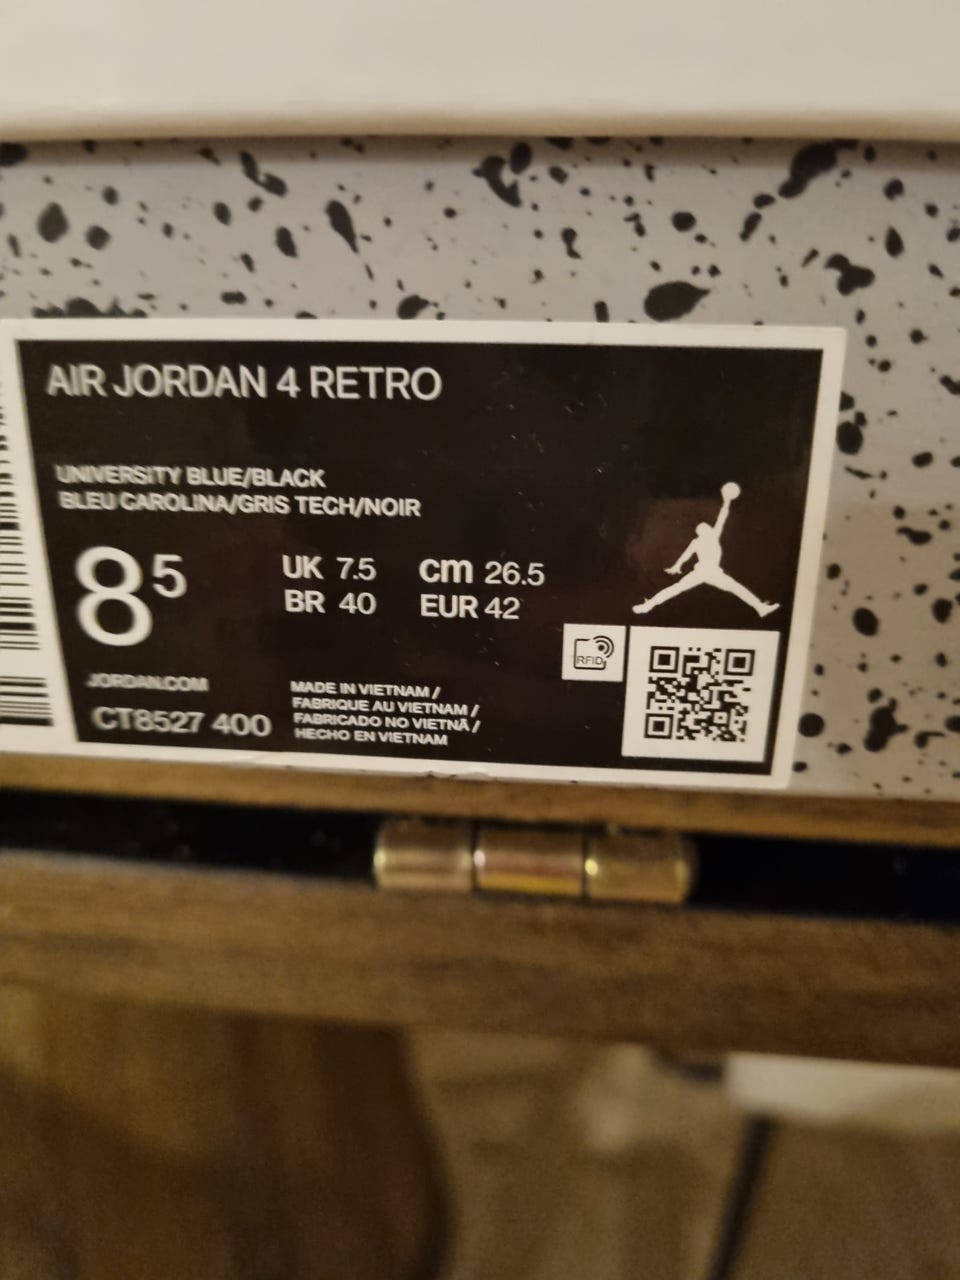 AIR JORDAN 4 RETRO
UNIVERSITY BLUE/BLACK
BLEU CAROLINA/GRIS TECH/NOIR
8 5
UK 7.5 cm 26.5
BR 40 EUR 42
RFID
JORDAN.COM
CT8527 400
MADE IN VIETNAM /
FABRIQUE AU VIETNAM /
FABRICADO NO VIETNÃ /
HECHO EN VIETNAM